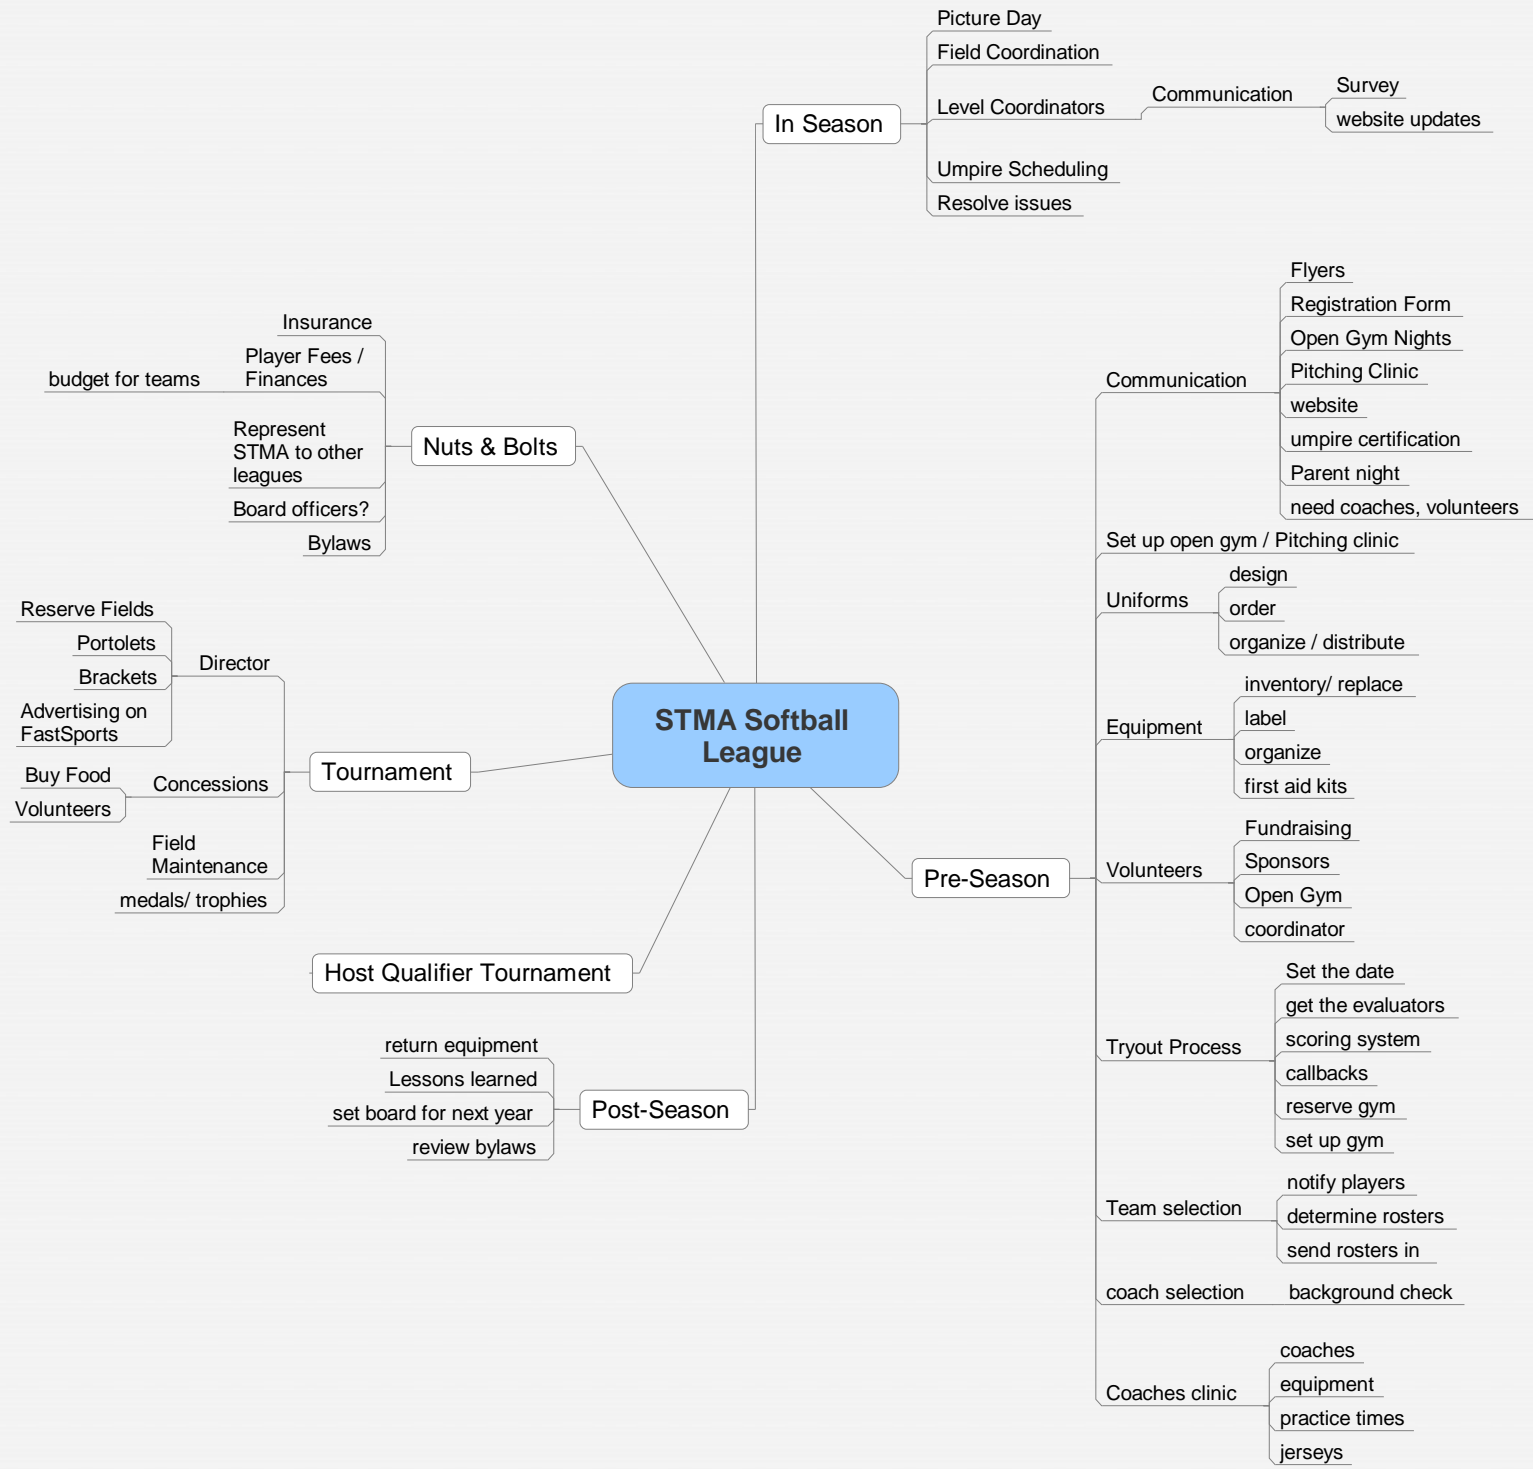 Picture Day
Field Coordination
In Season
Level Coordinators
Communication
Survey
website updates
Umpire Scheduling
Resolve issues
Insurance
Player Fees /
Finances
budget for teams
Represent
STMA to other
leagues
Nuts & Bolts
Board officers?
Bylaws
Reserve Fields
Portolets
Director
Brackets
Advertising on
FastSports
Tournament
Buy Food
Concessions
Volunteers
Field
Maintenance
medals/ trophies
STMA Softball
League
Host Qualifier Tournament
return equipment
Lessons learned
Post-Season
set board for next year
review bylaws
Pre-Season
Communication
Flyers
Registration Form
Open Gym Nights
Pitching Clinic
website
umpire certification
Parent night
need coaches, volunteers
Set up open gym / Pitching clinic
Uniforms
design
order
organize / distribute
Equipment
inventory/ replace
label
organize
first aid kits
Volunteers
Fundraising
Sponsors
Open Gym
coordinator
Tryout Process
Set the date
get the evaluators
scoring system
callbacks
reserve gym
set up gym
Team selection
notify players
determine rosters
send rosters in
coach selection
background check
Coaches clinic
coaches
equipment
practice times
jerseys